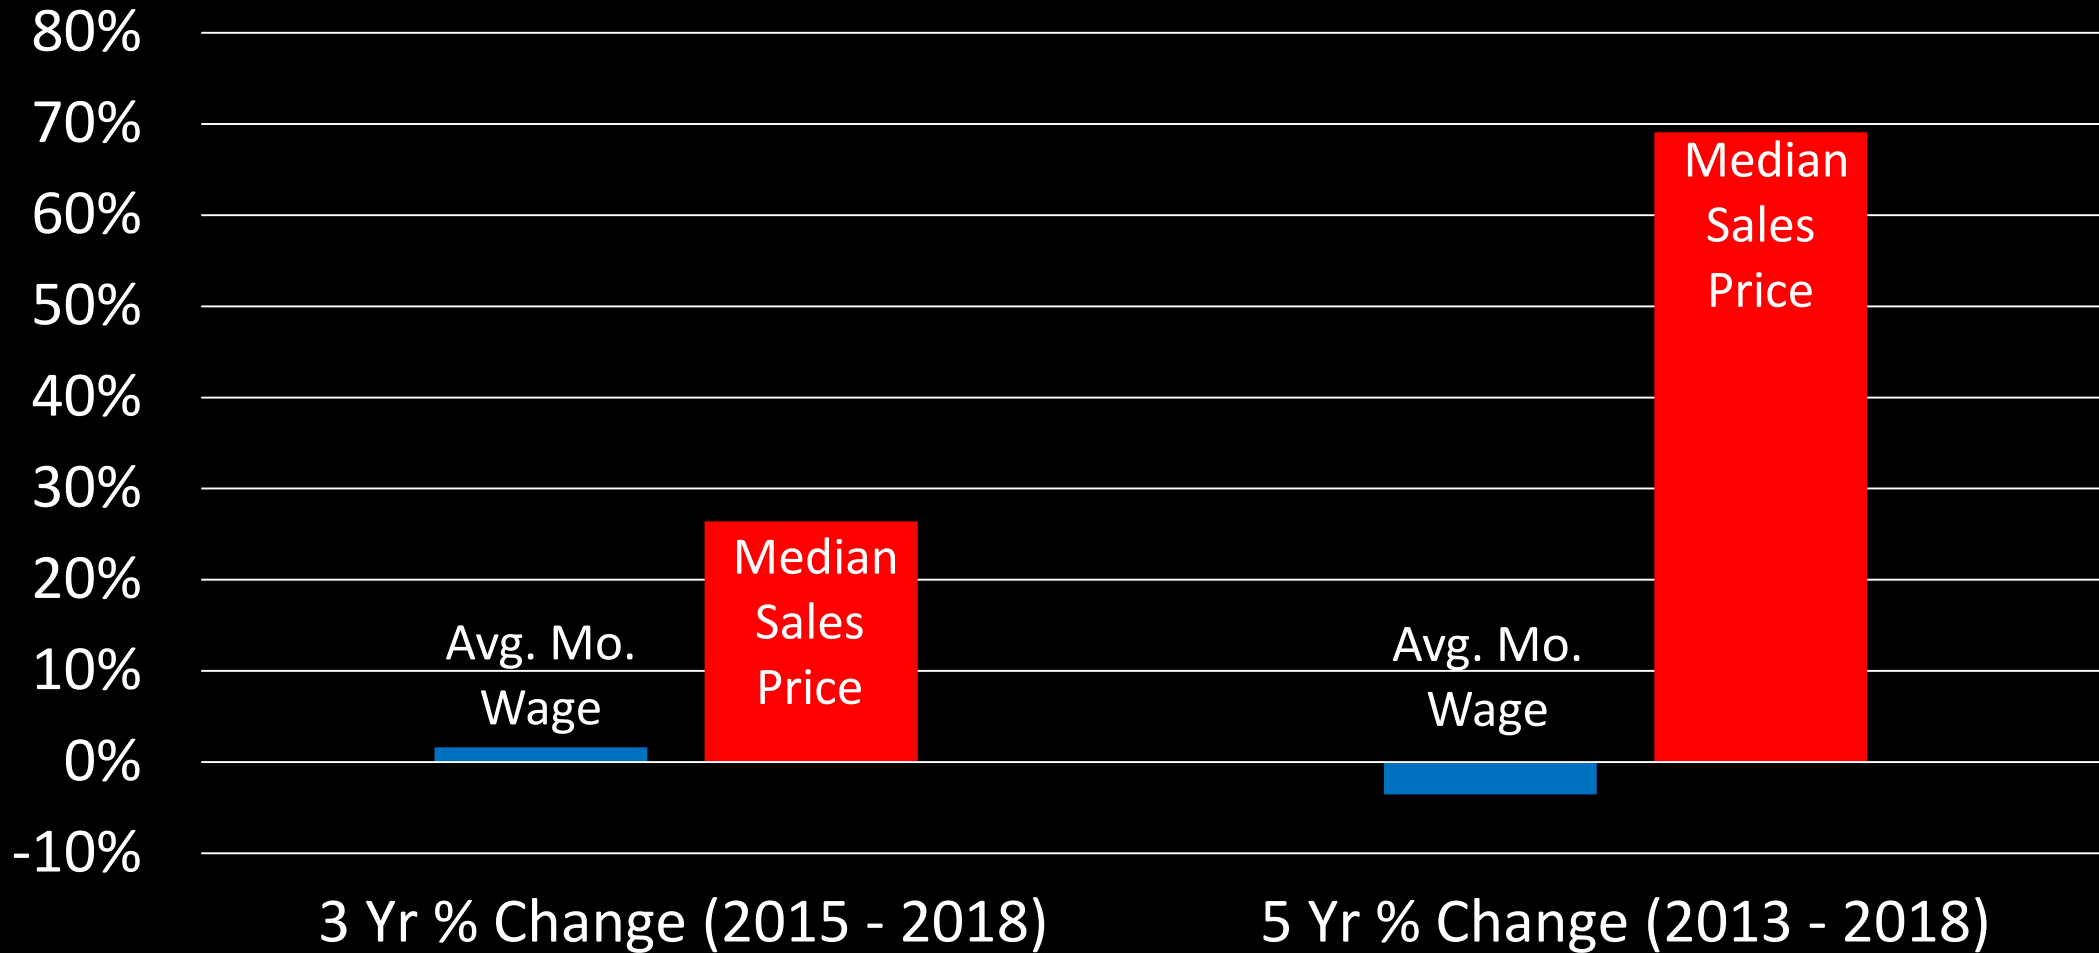 80%
70%
60%
50%
40%
30%
20%
10%
0%
-10%
Avg. Mo.
Wage
Median
Sales
Price
Avg. Mo.
Wage
Median
Sales
Price
3 Yr % Change (2015 - 2018)
5 Yr % Change (2013 - 2018)